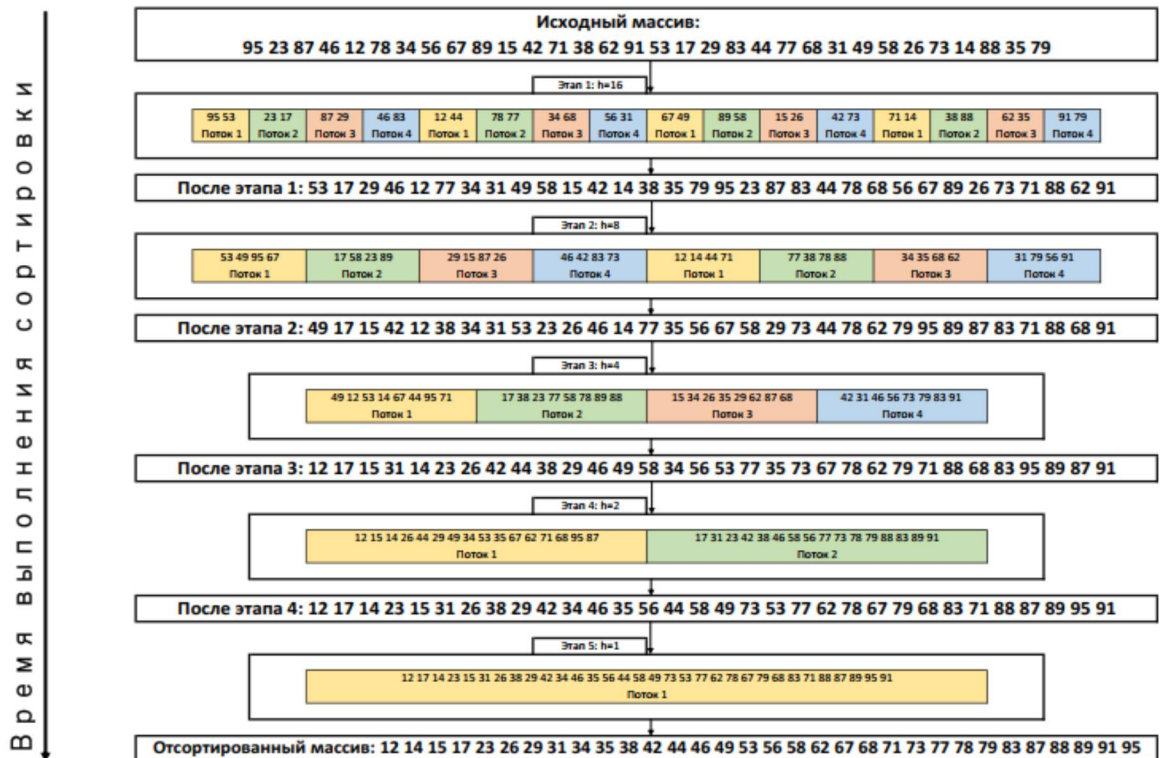 Время выполнения сортировки
Исходный массив:
95 23 87 46 12 78 34 56 67 89 15 42 71 38 62 91 53 17 29 83 44 77 68 31 49 58 26 73 14 88 35 79
Этап 1: h=16
95 53 23 17 87 29 46 83 12 44 78 77 34 68 56 31 67 49 89 58 15 26 42 73 71 14 38 88 62 35 91 79
Поток 1 Поток 2 Поток 3 Поток 4 Поток 1 Поток 2 Поток 3 Поток 4 Поток 1 Поток 2 Поток 3 Поток 4 Поток 1 Поток 2 Поток 3 Поток 4
После этапа 1: 53 17 29 46 12 77 34 31 49 58 15 42 14 38 35 79 95 23 87 83 44 78 68 56 67 89 26 73 71 88 62 91
Этап 2: h=8
53 49 95 67 17 58 23 89 29 15 87 26 46 42 83 73 12 14 44 71 77 38 78 88 34 35 68 62 31 79 56 91
Поток 1 Поток 2 Поток 3 Поток 4 Поток 1 Поток 2 Поток 3 Поток 4
После этапа 2: 49 17 15 42 12 38 34 31 53 23 26 46 14 77 35 56 67 58 29 73 44 78 62 79 95 89 87 83 71 88 68 91
Этап 3: h=4
49 12 53 14 67 44 95 71 17 38 23 77 58 78 89 88 15 34 26 35 29 62 87 68 42 31 46 56 73 79 83 91
Поток 1 Поток 2 Поток 3 Поток 4
После этапа 3: 12 17 15 31 14 23 26 42 44 38 29 46 49 58 34 56 53 77 35 73 67 78 62 79 71 88 68 83 95 89 87 91
Этап 4: h=2
12 15 14 26 44 29 49 34 53 35 67 62 71 68 95 87 17 31 23 42 38 46 58 56 77 73 78 79 88 83 89 91
Поток 1 Поток 2
После этапа 4: 12 17 14 23 15 31 26 38 29 42 34 46 35 56 44 58 49 73 53 77 62 78 67 79 68 83 71 88 87 89 95 91
Этап 5: h=1
12 17 14 23 15 31 26 38 29 42 34 46 35 56 44 58 49 73 53 77 62 78 67 79 68 83 71 88 87 89 95 91
Поток 1
Отсортированный массив: 12 14 15 17 23 26 29 31 34 35 38 42 44 46 49 53 56 58 62 67 68 71 73 77 78 79 83 87 88 89 91 95